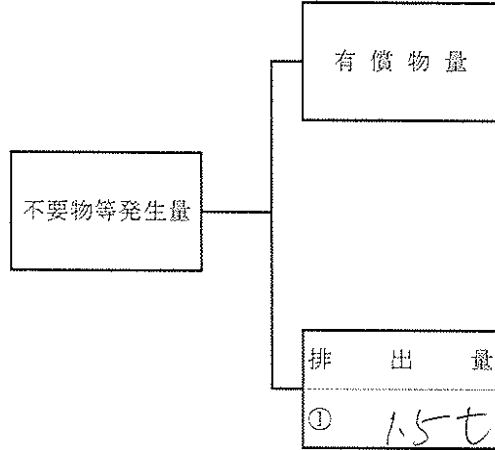 有償物量
不要物等発生量
排出量
① 1.5t